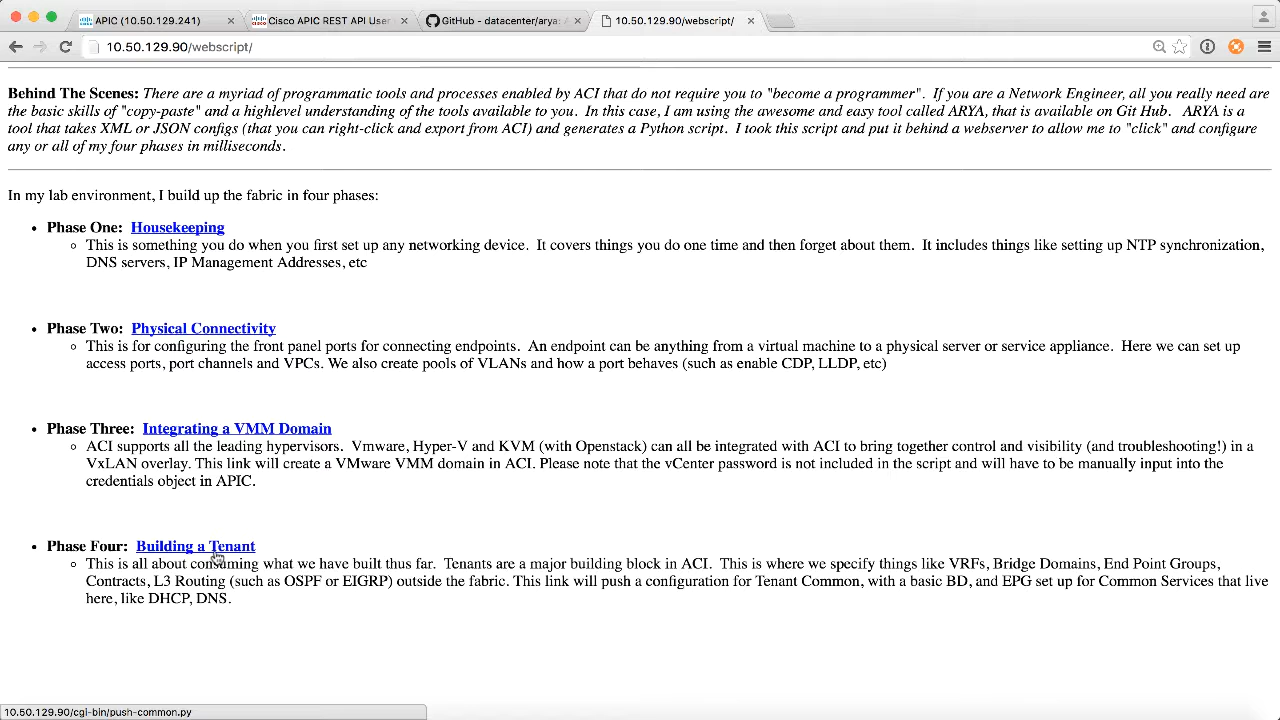 APIC (10.50.129.241)
Cisco APIC REST API User
GitHub - datacenter/arya: A
10.50.129.90/webscript/
10.50.129.90/webscript/
Behind The Scenes: There are a myriad of programmatic tools and processes enabled by ACI that do not require you to "become a programmer". If you are a Network Engineer, all you really need are
the basic skills of "copy-paste" and a highlevel understanding of the tools available to you. In this case, I am using the awesome and easy tool called ARYA, that is available on Git Hub. ARYA is a
tool that takes XML or JSON configs (that you can right-click and export from ACI) and generates a Python script. I took this script and put it behind a webserver to allow me to "click" and configure
any or all of my four phases in milliseconds.
In my lab environment, I build up the fabric in four phases:
Phase One: Housekeeping
This is something you do when you first set up any networking device. It covers things you do one time and then forget about them. It includes things like setting up NTP synchronization,
DNS servers, IP Management Addresses, etc
Phase Two: Physical Connectivity
This is for configuring the front panel ports for connecting endpoints. An endpoint can be anything from a virtual machine to a physical server or service appliance. Here we can set up
access ports, port channels and VPCs. We also create pools of VLANs and how a port behaves (such as enable CDP, LLDP, etc)
Phase Three: Integrating a VMM Domain
ACI supports all the leading hypervisors. Vmware, Hyper-V and KVM (with Openstack) can all be integrated with ACI to bring together control and visibility (and troubleshooting!) in a
VxLAN overlay. This link will create a VMware VMM domain in ACI. Please note that the vCenter password is not included in the script and will have to be manually input into the
credentials object in APIC.
Phase Four: Building a Tenant
This is all about consuming what we have built thus far. Tenants are a major building block in ACI. This is where we specify things like VRFs, Bridge Domains, End Point Groups,
Contracts, L3 Routing (such as OSPF or EIGRP) outside the fabric. This link will push a configuration for Tenant Common, with a basic BD, and EPG set up for Common Services that live
here, like DHCP, DNS.
10.50.129.90/cgi-bin/push-common.py